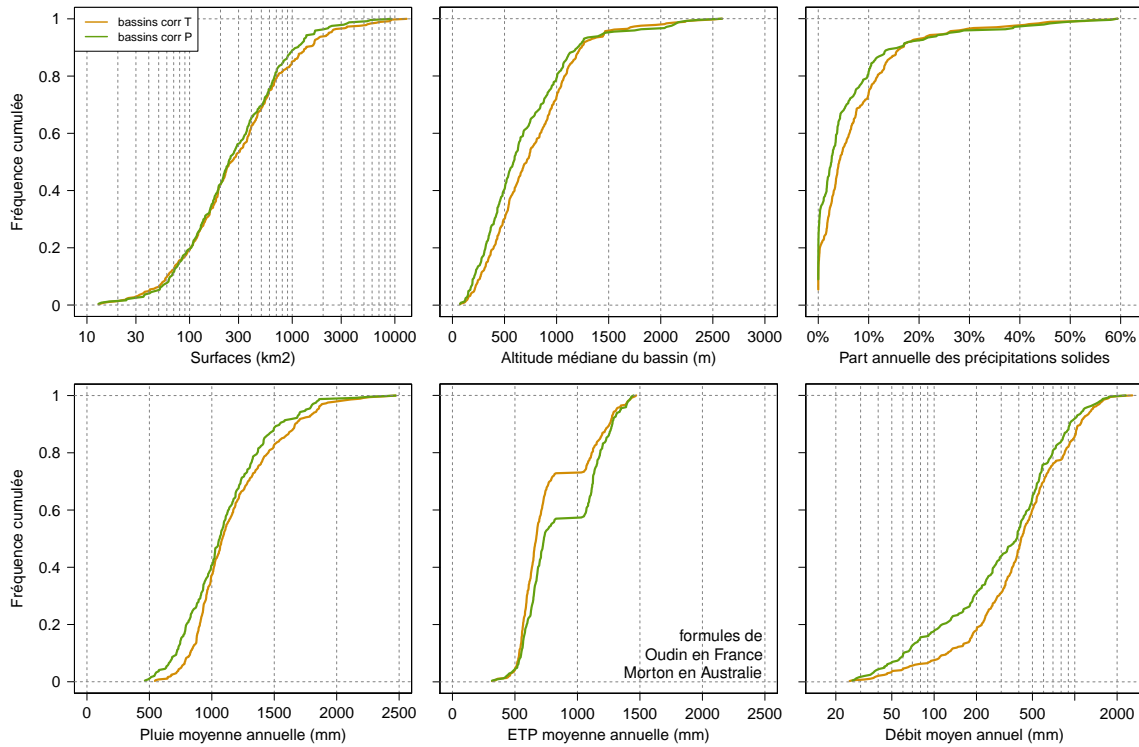 bassins corr T
bassins corr P
Fréquence cumulée
1
0.8
0.6
0.4
0.2
0
10 30 100 300 1000 3000 10000
Surfaces (km2)
0 500 1000 1500 2000 2500 3000
Altitude médiane du bassin (m)
0% 10% 20% 30% 40% 50% 60%
Part annuelle des précipitations solides
Fréquence cumulée
1
0.8
0.6
0.4
0.2
0
0 500 1000 1500 2000 2500
Pluie moyenne annuelle (mm)
formules de
Oudin en France
Morton en Australie
0 500 1000 1500 2000 2500
ETP moyenne annuelle (mm)
20 50 100 200 500 2000
Débit moyen annuel (mm)